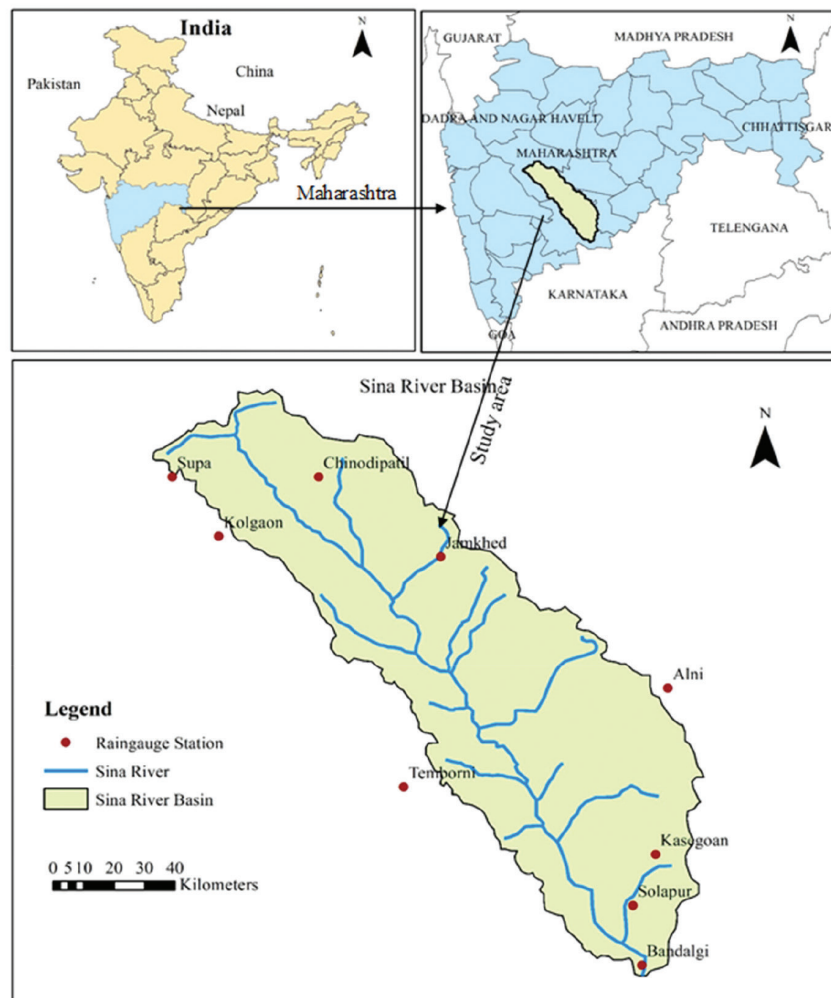 India
N
China
Pakistan
Nepal
Maharashtra
GUJARAT
MADHYA PRADESH
N
DADRA AND NAGAR HAVELT
CHHATTISGAR
MAHARASHTRA
TELENGANA
KARNATAKA
ANDHRA PRADESH
GOA
Sina River Basin
Study area
N
Supa
Chinodipatil
Kolgaon
Jamkhed
Alni
Temborni
Kasegoan
Solapur
Bandalgi
Legend
Raingauge Station
Sina River
Sina River Basin
0 5 10 20 30 40
Kilometers